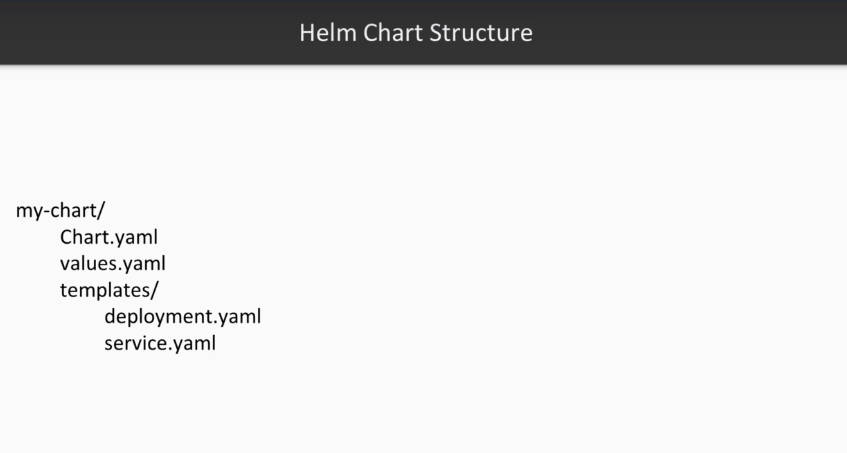 Helm Chart Structure
my-chart/
Chart.yaml
values.yaml
templates/
deployment.yaml
service.yaml